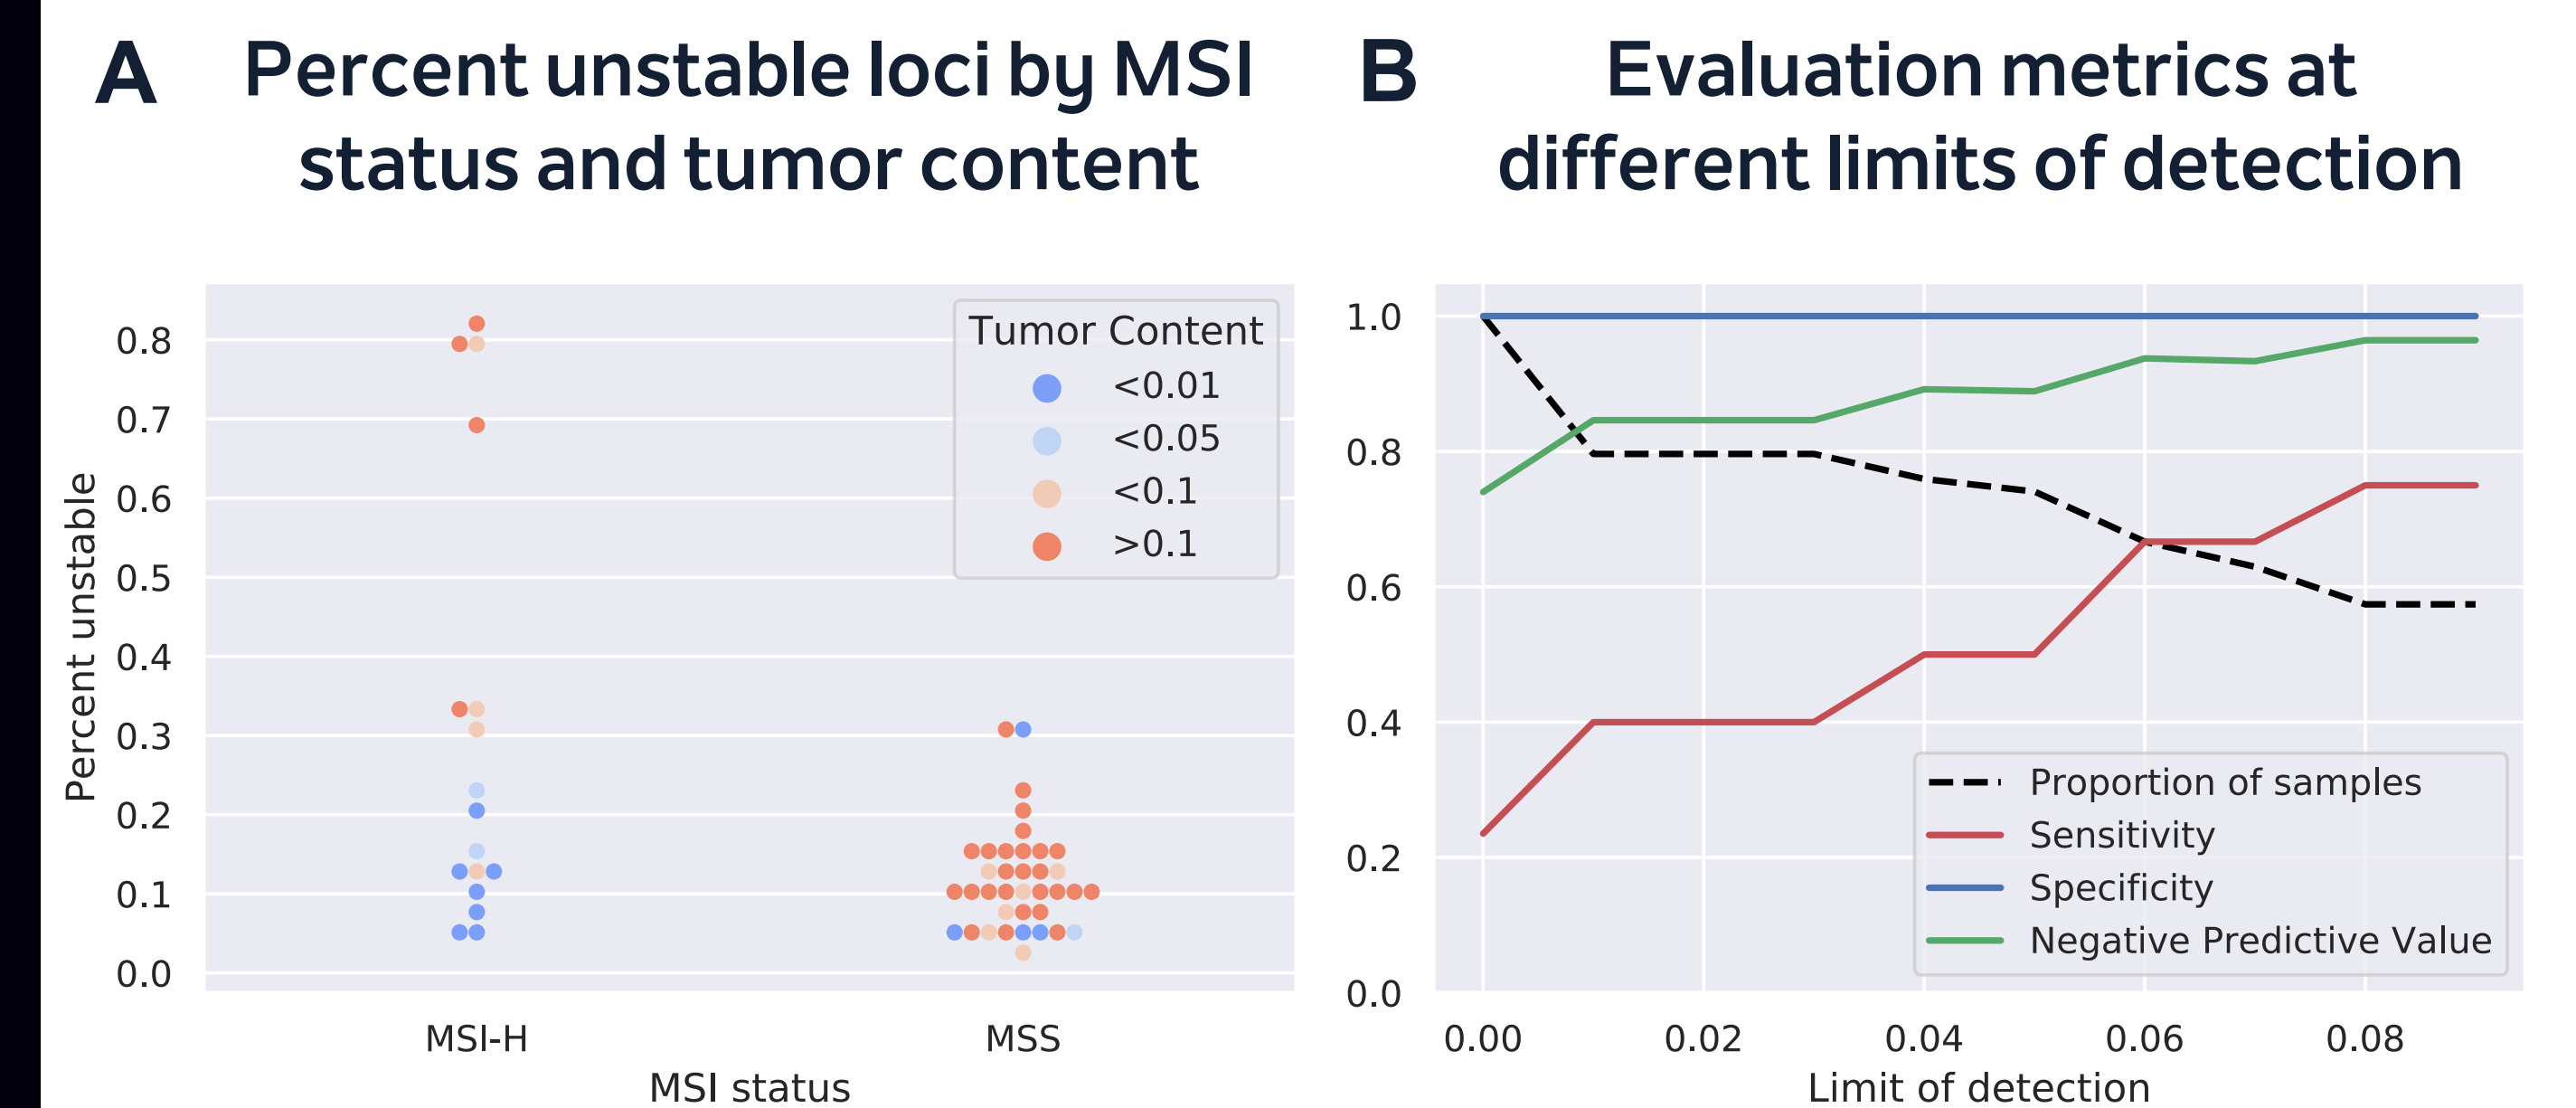 A
Percent unstable loci by MSI
status and tumor content
0.8
0.7
0.6
0.5
0.4
0.3
0.2
0.1
0.0
Percent unstable
Tumor Content
<0.01
<0.05
<0.1
>0.1
MSI-H
MSS
MSI status
B
Evaluation metrics at
different limits of detection
1.0
0.8
0.6
0.4
0.2
0.0
Proportion of samples
Sensitivity
Specificity
Negative Predictive Value
0.00
0.02
0.04
0.06
0.08
Limit of detection